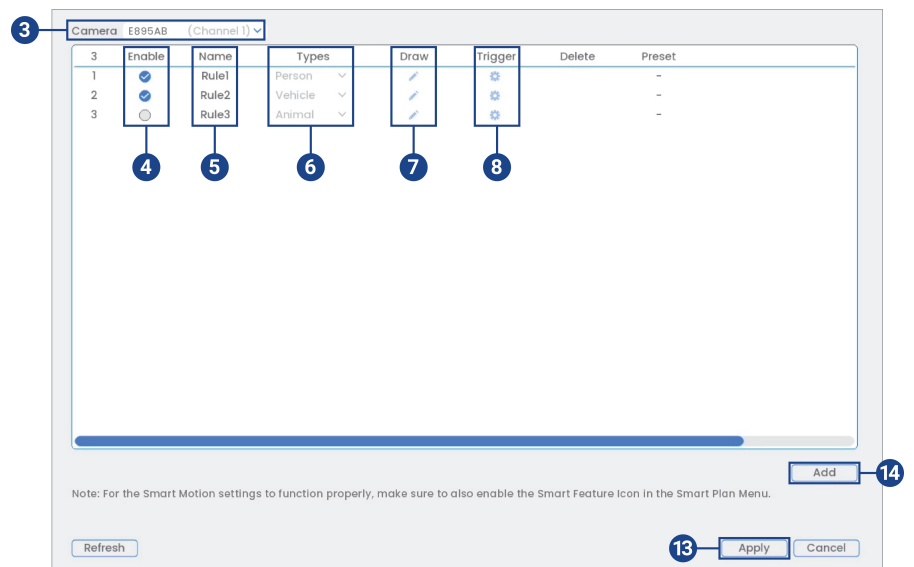 3 Camera E895AB (Channel 1)
3 Enable Name Types Draw Trigger Delete Preset
1 Rule1 Person -
2 Rule2 Vehicle -
3 Rule3 Animal -
4 5 6 7 8
Add 14
Note: For the Smart Motion settings to function properly, make sure to also enable the Smart Feature Icon in the Smart Plan Menu.
Refresh 13 Apply Cancel